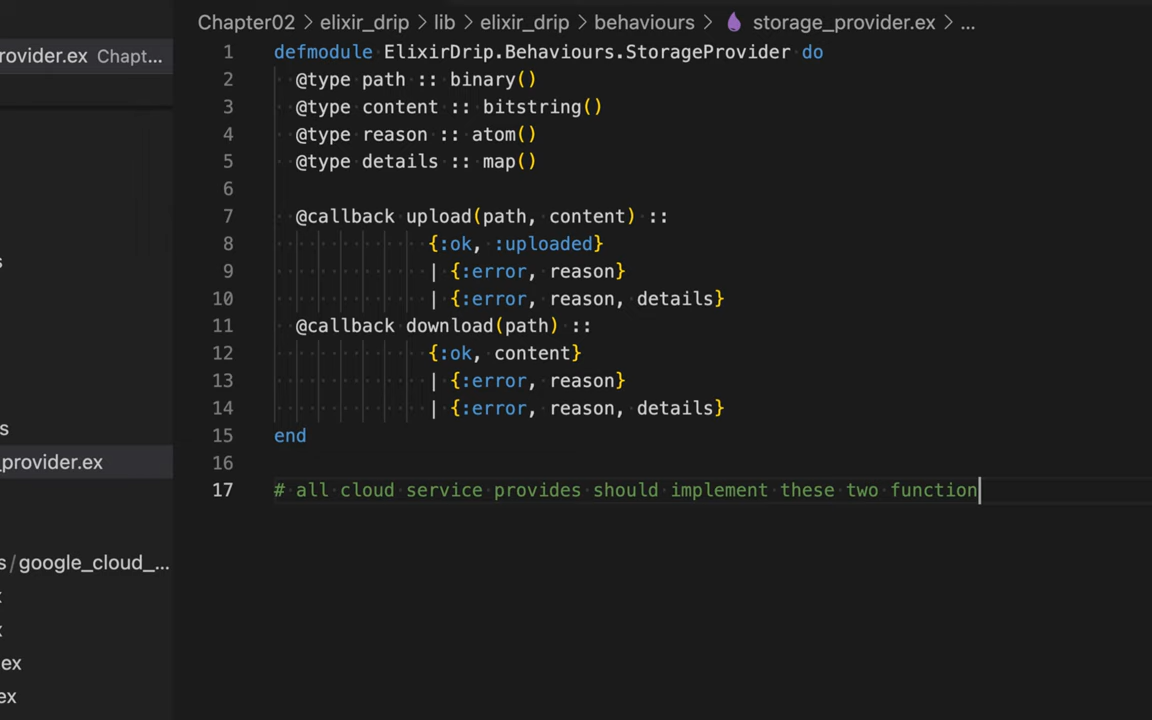 Chapter02 > elixir_drip > lib > elixir_drip > behaviours > storage_provider.ex > ...
rovider.ex Chapt...
1 defmodule ElixirDrip.Behaviours.StorageProvider do
2 @type path :: binary()
3 @type content :: bitstring()
4 @type reason :: atom()
5 @type details :: map()
6
7 @callback upload(path, content) ::
8 {:ok, :uploaded}
9 | {:error, reason}
10 | {:error, reason, details}
11 @callback download(path) ::
12 {:ok, content}
13 | {:error, reason}
14 | {:error, reason, details}
s
15 end
_provider.ex
16
17 # all cloud service provides should implement these two function
s/google_cloud_...
ex
ex